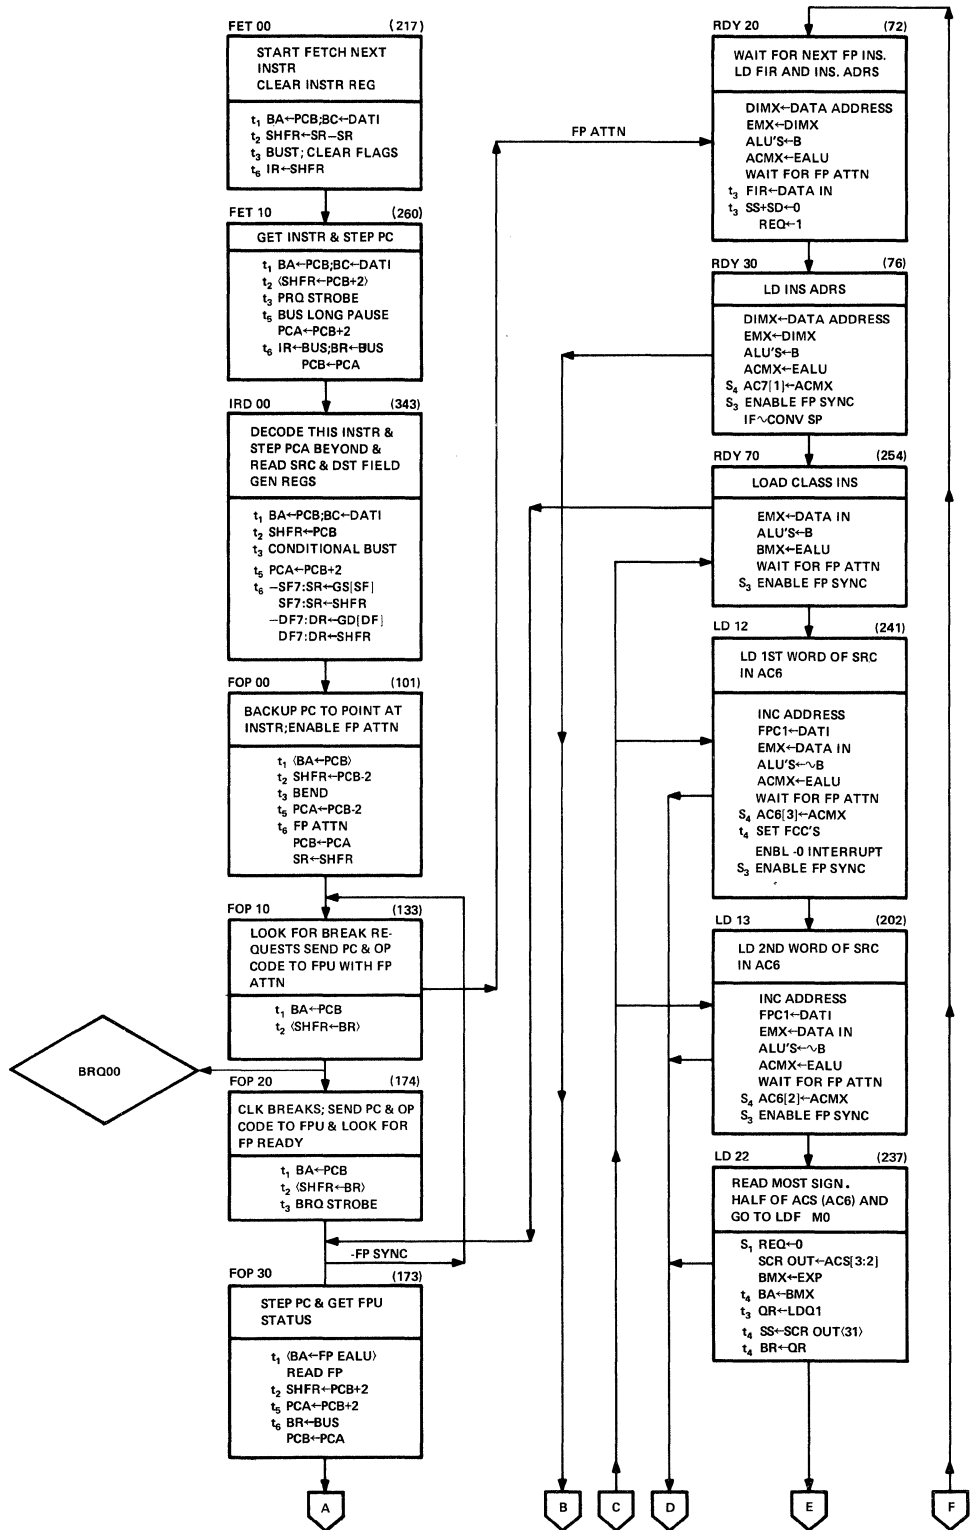 FET 00 (217)
START FETCH NEXT
INSTR
CLEAR INSTR REG
t1 BA←PCB;BC←DATI
t2 SHFR←SR–SR
t3 BUST; CLEAR FLAGS
t6 IR←SHFR
FET 10 (260)
GET INSTR & STEP PC
t1 BA←PCB;BC←DATI
t2 ⟨SHFR←PCB+2⟩
t3 PRQ STROBE
t5 BUS LONG PAUSE
PCA←PCB+2
t6 IR←BUS;BR←BUS
PCB←PCA
IRD 00 (343)
DECODE THIS INSTR &
STEP PCA BEYOND &
READ SRC & DST FIELD
GEN REGS
t1 BA←PCB;BC←DATI
t2 SHFR←PCB
t3 CONDITIONAL BUST
t5 PCA←PCB+2
t6 –SF7:SR←GS[SF]
SF7:SR←SHFR
–DF7:DR←GD[DF]
DF7:DR←SHFR
FOP 00 (101)
BACKUP PC TO POINT AT
INSTR;ENABLE FP ATTN
t1 ⟨BA←PCB⟩
t2 SHFR←PCB-2
t3 BEND
t5 PCA←PCB-2
t6 FP ATTN
PCB←PCA
SR←SHFR
FOP 10 (133)
LOOK FOR BREAK RE-
QUESTS SEND PC & OP
CODE TO FPU WITH FP
ATTN
t1 BA←PCB
t2 ⟨SHFR←BR⟩
BRQ00
FOP 20 (174)
CLK BREAKS; SEND PC & OP
CODE TO FPU & LOOK FOR
FP READY
t1 BA←PCB
t2 ⟨SHFR←BR⟩
t3 BRQ STROBE
-FP SYNC
FOP 30 (173)
STEP PC & GET FPU
STATUS
t1 ⟨BA←FP EALU⟩
READ FP
t2 SHFR←PCB+2
t5 PCA←PCB+2
t6 BR←BUS
PCB←PCA
A
FP ATTN
RDY 20 (72)
WAIT FOR NEXT FP INS.
LD FIR AND INS. ADRS
DIMX←DATA ADDRESS
EMX←DIMX
ALU'S←B
ACMX←EALU
WAIT FOR FP ATTN
t3 FIR←DATA IN
t3 SS+SD←0
REQ←1
RDY 30 (76)
LD INS ADRS
DIMX←DATA ADDRESS
EMX←DIMX
ALU'S←B
ACMX←EALU
S4 AC7[1]←ACMX
S3 ENABLE FP SYNC
IF∼CONV SP
RDY 70 (254)
LOAD CLASS INS
EMX←DATA IN
ALU'S←B
BMX←EALU
WAIT FOR FP ATTN
S3 ENABLE FP SYNC
LD 12 (241)
LD 1ST WORD OF SRC
IN AC6
INC ADDRESS
FPC1←DATI
EMX←DATA IN
ALU'S←∼B
ACMX←EALU
WAIT FOR FP ATTN
S4 AC6[3]←ACMX
t4 SET FCC'S
ENBL -0 INTERRUPT
S3 ENABLE FP SYNC
LD 13 (202)
LD 2ND WORD OF SRC
IN AC6
INC ADDRESS
FPC1←DATI
EMX←DATA IN
ALU'S←∼B
ACMX←EALU
WAIT FOR FP ATTN
S4 AC6[2]←ACMX
S3 ENABLE FP SYNC
LD 22 (237)
READ MOST SIGN.
HALF OF ACS (AC6) AND
GO TO LDF M0
S1 REQ←0
SCR OUT←ACS[3:2]
BMX←EXP
t4 BA←BMX
t3 QR←LDQ1
t4 SS←SCR OUT⟨31⟩
t4 BR←QR
B
C
D
E
F